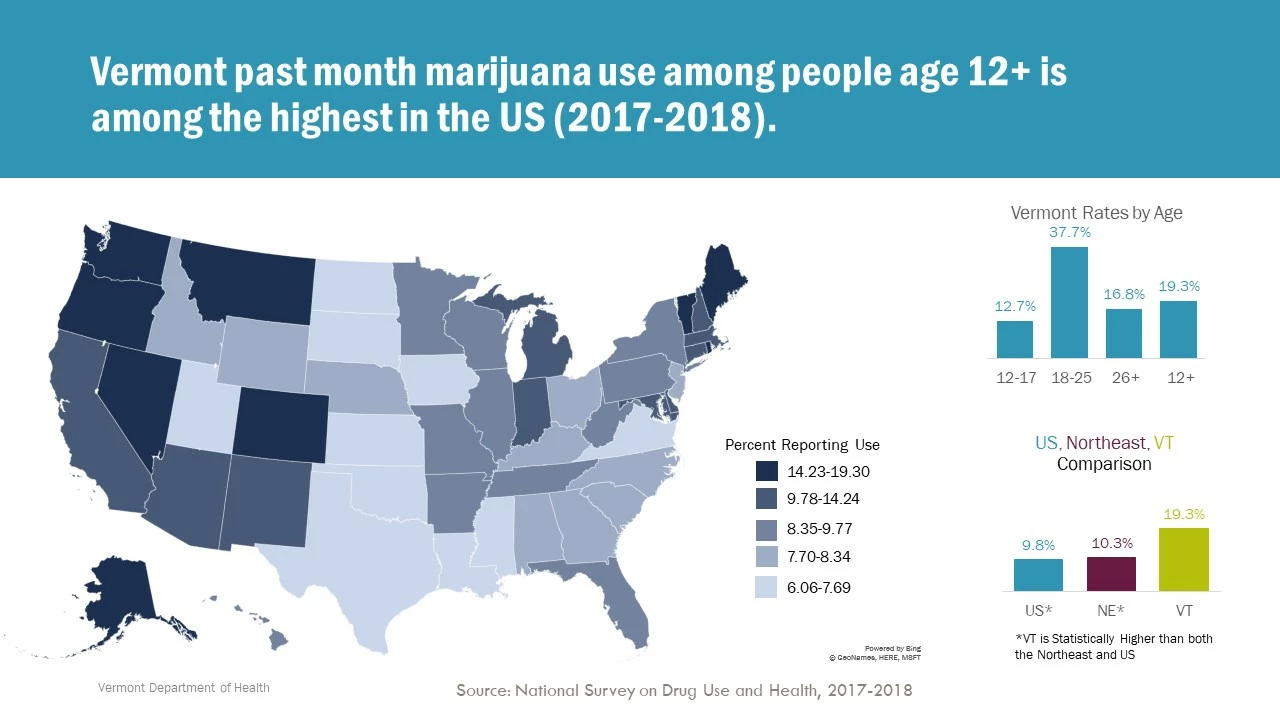 Vermont past month marijuana use among people age 12+ is
among the highest in the US (2017-2018).
Percent Reporting Use
14.23-19.30
9.78-14.24
8.35-9.77
7.70-8.34
6.06-7.69
Powered by Bing
© GeoNames, HERE, MSFT
Vermont Rates by Age
37.7%
12.7%
16.8%
19.3%
12-17
18-25
26+
12+
US, Northeast, VT
Comparison
9.8%
10.3%
19.3%
US*
NE*
VT
*VT is Statistically Higher than both
the Northeast and US
Vermont Department of Health
Source: National Survey on Drug Use and Health, 2017-2018